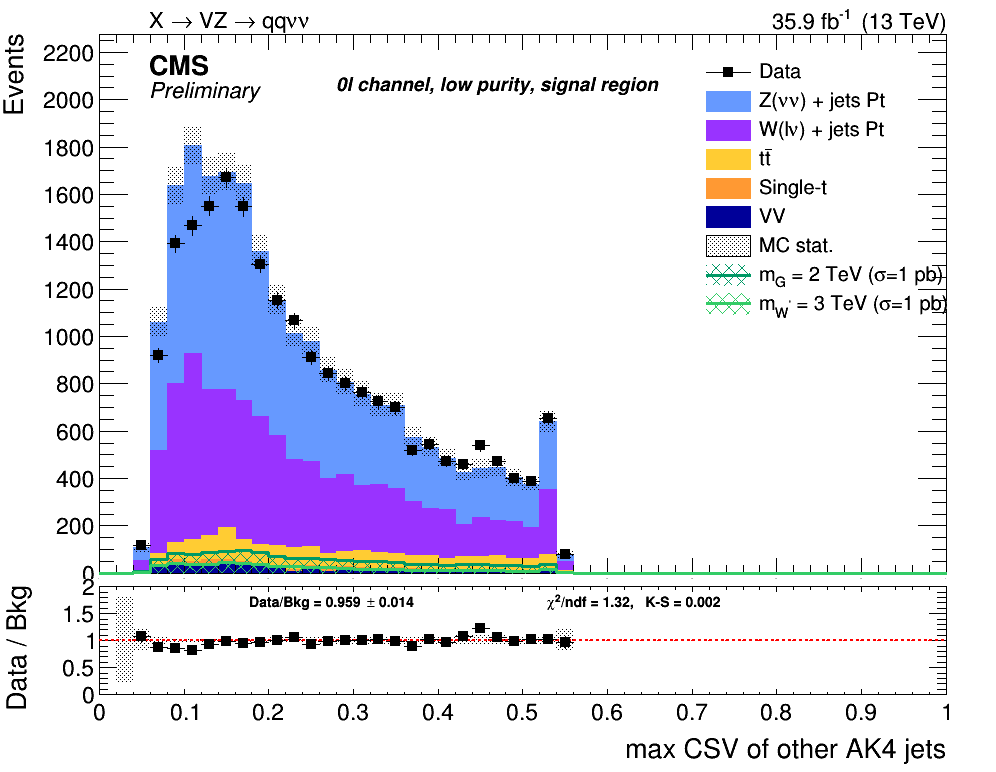 X → VZ → qqνν
35.9 fb⁻¹ (13 TeV)
Events
2200
2000
1800
1600
1400
1200
1000
800
600
400
200
0
CMS
Preliminary
0l channel, low purity, signal region
Data
Z(νν) + jets Pt
W(lν) + jets Pt
tt̄
Single-t
VV
MC stat.
m_G = 2 TeV (σ=1 pb)
m_W' = 3 TeV (σ=1 pb)
Data / Bkg
2
1.5
1
0.5
0
Data/Bkg = 0.959 ± 0.014
χ²/ndf = 1.32, K-S = 0.002
0 0.1 0.2 0.3 0.4 0.5 0.6 0.7 0.8 0.9 1
max CSV of other AK4 jets